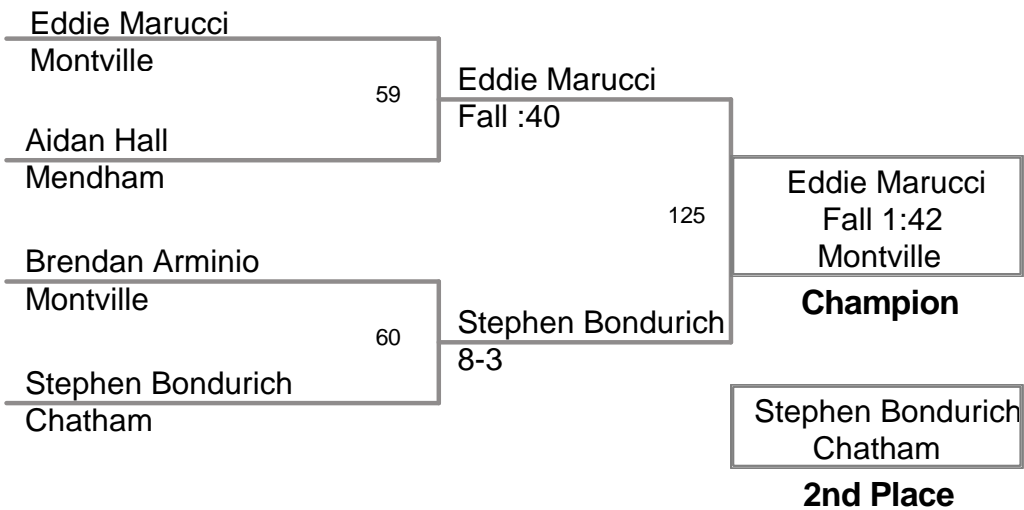 Eddie Marucci
Montville
59
Aidan Hall
Mendham
Eddie Marucci
Fall :40
Brendan Arminio
Montville
60
Stephen Bondurich
Chatham
Stephen Bondurich
8-3
125
Eddie Marucci
Fall 1:42
Montville
Champion
Stephen Bondurich
Chatham
2nd Place